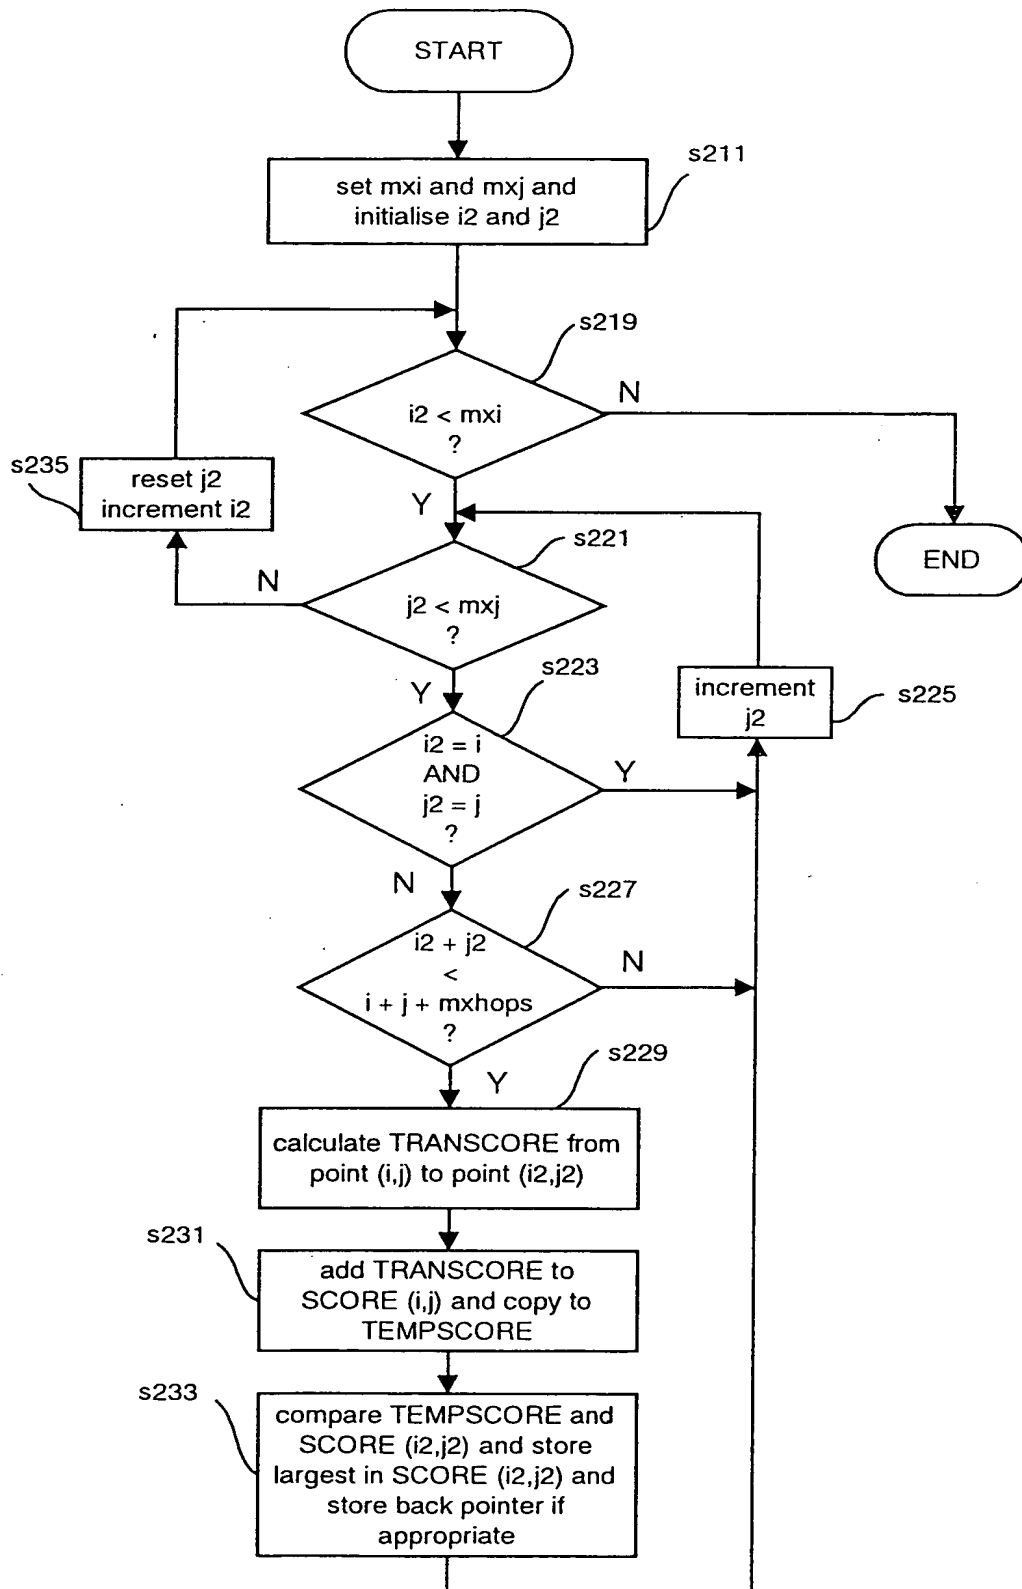 START
s211
set mxi and mxj and
initialise i2 and j2
s219
i2 < mxi
?
N
s235
reset j2
increment i2
Y
s221
END
N
j2 < mxj
?
Y
s223
increment
j2
s225
i2 = i
AND
j2 = j
?
Y
N
s227
i2 + j2
<
i + j + mxhops
?
N
s229
Y
calculate TRANSCORE from
point (i,j) to point (i2,j2)
s231
add TRANSCORE to
SCORE (i,j) and copy to
TEMPSCORE
s233
compare TEMPSCORE and
SCORE (i2,j2) and store
largest in SCORE (i2,j2) and
store back pointer if
appropriate